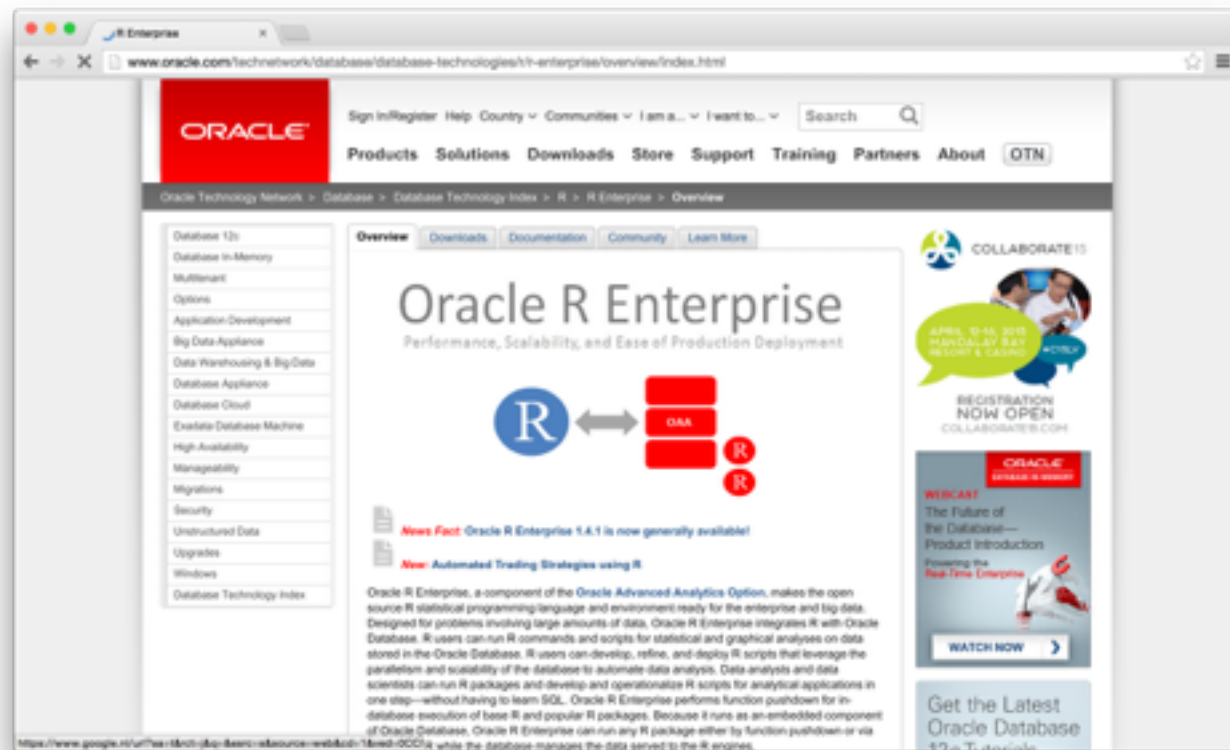 R Enterprise
www.oracle.com/technetwork/database/database-technologies/r/r-enterprise/overview/index.html
ORACLE
Sign In/Register Help Country Communities I am a... I want to... Search
Products Solutions Downloads Store Support Training Partners About OTN
Oracle Technology Network > Database > Database Technology Index > R > R Enterprise > Overview
Database 12c
Database In-Memory
Multitenant
Options
Application Development
Big Data Appliance
Data Warehousing & Big Data
Database Appliance
Database Cloud
Exadata Database Machine
High Availability
Manageability
Migrations
Security
Unstructured Data
Upgrades
Windows
Database Technology Index
Overview Downloads Documentation Community Learn More
Oracle R Enterprise
Performance, Scalability, and Ease of Production Deployment
R
OAA
R
R
News Fact: Oracle R Enterprise 1.4.1 is now generally available!
New: Automated Trading Strategies using R
Oracle R Enterprise, a component of the Oracle Advanced Analytics Option, makes the open
source R statistical programming language and environment ready for the enterprise and big data.
Designed for problems involving large amounts of data, Oracle R Enterprise integrates R with Oracle
Database. R users can run R commands and scripts for statistical and graphical analyses on data
stored in the Oracle Database. R users can develop, refine, and deploy R scripts that leverage the
parallelism and scalability of the database to automate data analysis. Data analysts and data
scientists can run R packages and develop and operationalize R scripts for analytical applications in
one step—without having to learn SQL. Oracle R Enterprise performs function pushdown for in-
database execution of base R and popular R packages. Because it runs as an embedded component
of Oracle Database, Oracle R Enterprise can run any R package either by function pushdown or via
R while the database manages the data served to the R engines.
COLLABORATE15
APRIL 12-16, 2015
MANDALAY BAY
RESORT & CASINO
#C15LV
REGISTRATION
NOW OPEN
COLLABORATE15.COM
ORACLE
DATABASE IN-MEMORY
WEBCAST
The Future of
the Database—
Product Introduction
Powering the
Real-Time Enterprise
WATCH NOW
Get the Latest
Oracle Database
12c Tutorials